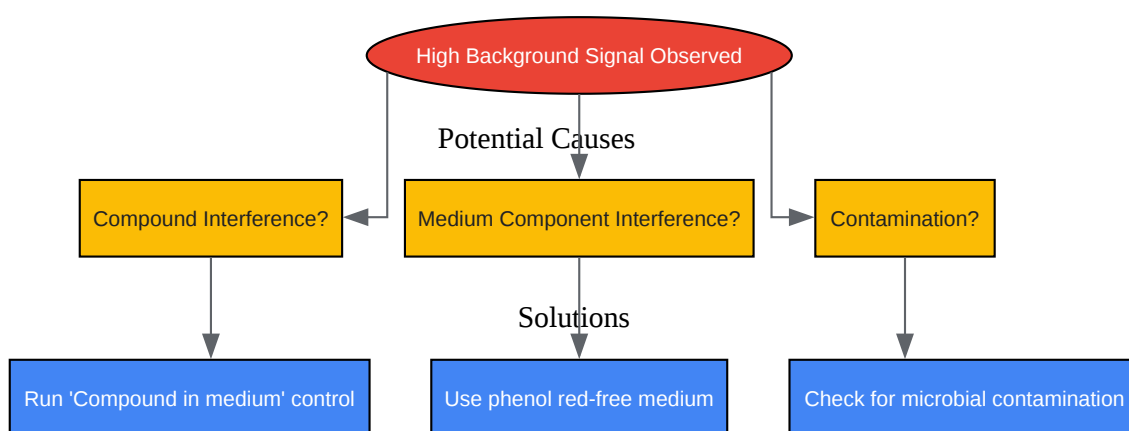 High Background Signal Observed
Potential Causes
Compound Interference?
Medium Component Interference?
Contamination?
Solutions
Run 'Compound in medium' control
Use phenol red-free medium
Check for microbial contamination